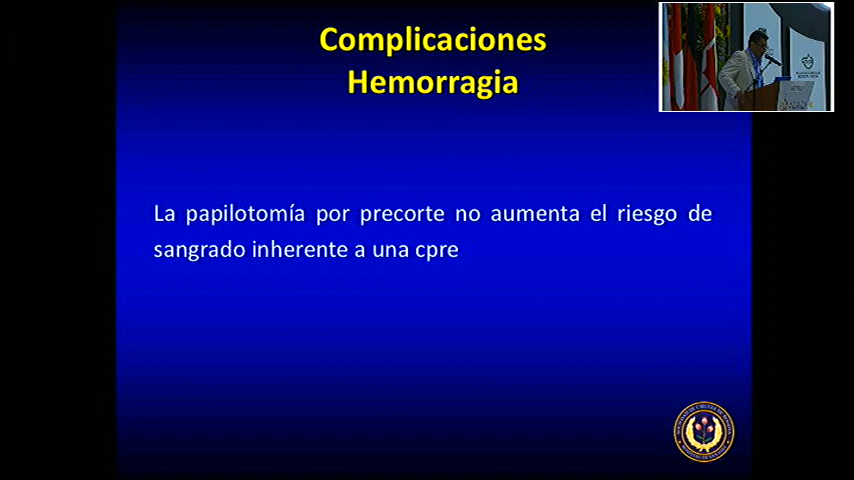 Complicaciones
Hemorragia
La papilotomía por precorte no aumenta el riesgo de
sangrado inherente a una cpre